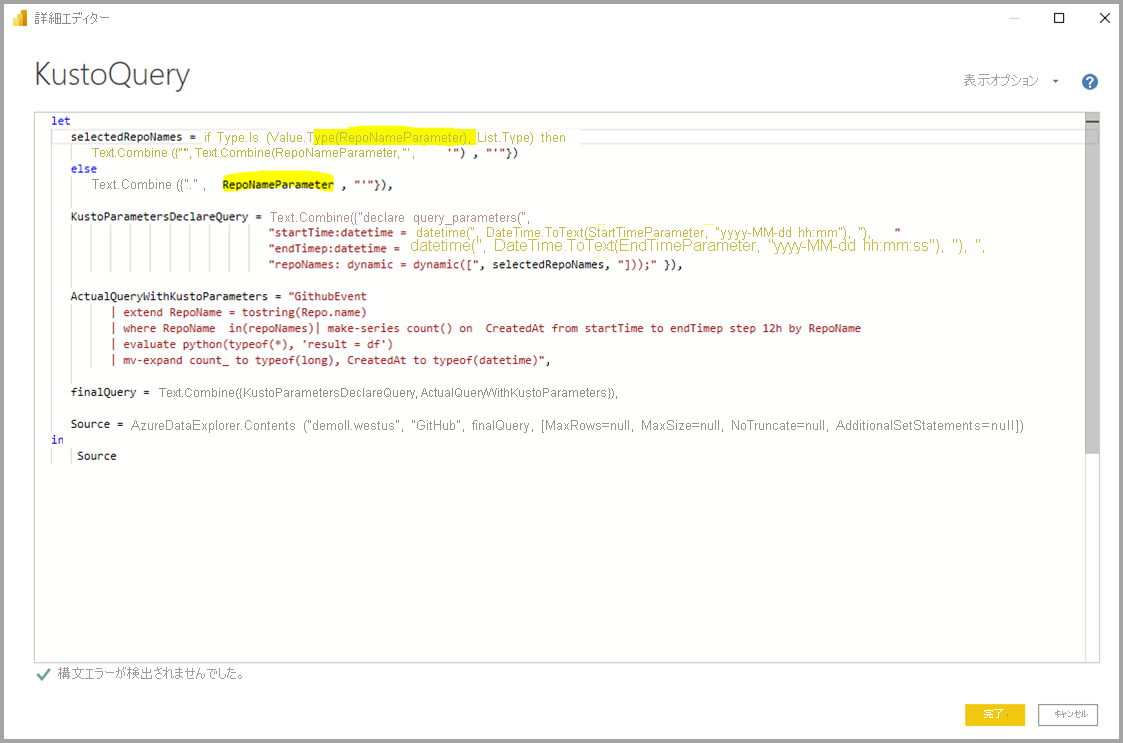 詳細エディター
KustoQuery
表示オプション
?
let
selectedRepoNames = if Type.Is (Value.Type(RepoNameParameter), List.Type) then
Text.Combine ({"'", Text.Combine(RepoNameParameter, "', '") , "'"})
else
Text.Combine ({"." , RepoNameParameter , "'"}),
KustoParametersDeclareQuery = Text.Combine({"declare query_parameters(",
"startTime:datetime = datetime(", DateTime.ToText(StartTimeParameter, "yyyy-MM-dd hh:mm"), "), "
"endTimep:datetime = datetime(", DateTime.ToText(EndTimeParameter, "yyyy-MM-dd hh:mm:ss"), "), ",
"repoNames: dynamic = dynamic([", selectedRepoNames, "]));" }),
ActualQueryWithKustoParameters = "GithubEvent
| extend RepoName = tostring(Repo.name)
| where RepoName in(repoNames)| make-series count() on CreatedAt from startTime to endTimep step 12h by RepoName
| evaluate python(typeof(*), 'result = df')
| mv-expand count_ to typeof(long), CreatedAt to typeof(datetime)",
finalQuery = Text.Combine({KustoParametersDeclareQuery, ActualQueryWithKustoParameters}),
Source = AzureDataExplorer.Contents ("demoll.westus", "GitHub", finalQuery, [MaxRows=null, MaxSize=null, NoTruncate=null, AdditionalSetStatements=null])
in
Source
構文エラーが検出されませんでした。
完了
キャンセル